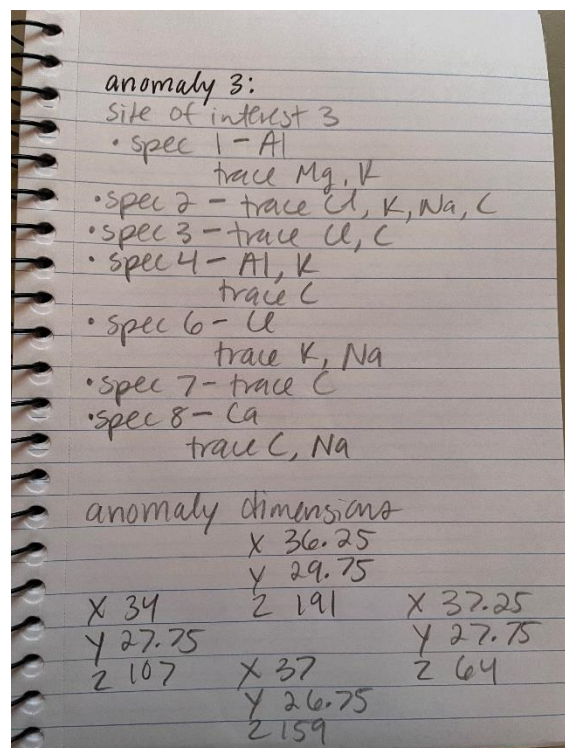 anomaly 3:
site of interest 3
• spec 1 - Al
trace Mg, K
• spec 2 - trace Cl, K, Na, C
• spec 3 - trace Cl, C
• spec 4 - Al, K
trace C
• spec 6 - Cl
trace K, Na
• spec 7 - trace C
• spec 8 - Ca
trace C, Na
anomaly dimensions
X 36.25
Y 29.75
Z 191
X 34
Y 27.75
Z 107
X 37.25
Y 27.75
Z 64
X 37
Y 26.75
Z 159